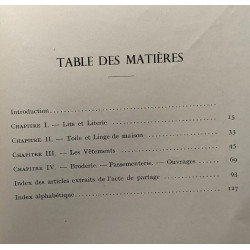 TABLE DES MATIÈRES
Introduction
CHAPITRE I. — Lits et Literie 15
CHAPITRE II. — Toile et Linge de maison 33
CHAPITRE III. — Les Vêtements 45
CHAPITRE IV. — Broderie. — Passementerie. — Ouvrages 69
Index des articles extraits de l'acte de partage 93
Index alphabétique 127